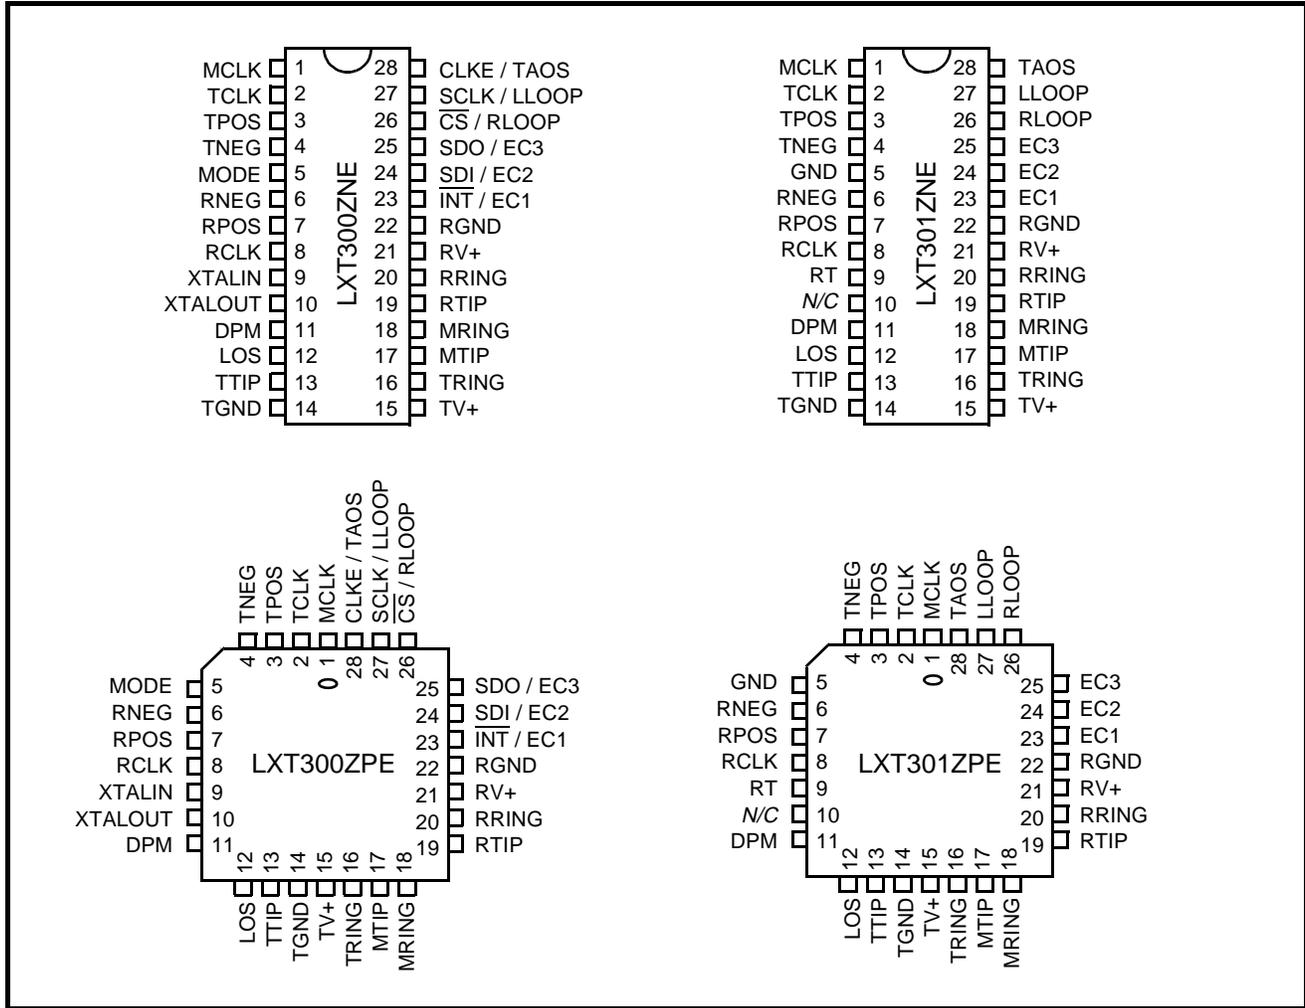 MCLK 1 28 CLKE / TAOS
TCLK 2 27 SCLK / LLOOP
TPOS 3 26 C̅S̅ / RLOOP
TNEG 4 25 SDO / EC3
MODE 5 24 SDI / EC2
RNEG 6 23 I̅N̅T̅ / EC1
RPOS 7 22 RGND
RCLK 8 21 RV+
XTALIN 9 20 RRING
XTALOUT 10 19 RTIP
DPM 11 18 MRING
LOS 12 17 MTIP
TTIP 13 16 TRING
TGND 14 15 TV+
LXT300ZNE
MCLK 1 28 TAOS
TCLK 2 27 LLOOP
TPOS 3 26 RLOOP
TNEG 4 25 EC3
GND 5 24 EC2
RNEG 6 23 EC1
RPOS 7 22 RGND
RCLK 8 21 RV+
RT 9 20 RRING
N/C 10 19 RTIP
DPM 11 18 MRING
LOS 12 17 MTIP
TTIP 13 16 TRING
TGND 14 15 TV+
LXT301ZNE
TNEG
TPOS
TCLK
MCLK
CLKE / TAOS
SCLK / LLOOP
C̅S̅ / RLOOP
4 3 2 1 28 27 26
MODE 5 25 SDO / EC3
RNEG 6 24 SDI / EC2
RPOS 7 23 I̅N̅T̅ / EC1
RCLK 8 LXT300ZPE 22 RGND
XTALIN 9 21 RV+
XTALOUT 10 20 RRING
DPM 11 19 RTIP
12 13 14 15 16 17 18
LOS
TTIP
TGND
TV+
TRING
MTIP
MRING
TNEG
TPOS
TCLK
MCLK
TAOS
LLOOP
RLOOP
4 3 2 1 28 27 26
GND 5 25 EC3
RNEG 6 24 EC2
RPOS 7 23 EC1
RCLK 8 LXT301ZPE 22 RGND
RT 9 21 RV+
N/C 10 20 RRING
DPM 11 19 RTIP
12 13 14 15 16 17 18
LOS
TTIP
TGND
TV+
TRING
MTIP
MRING